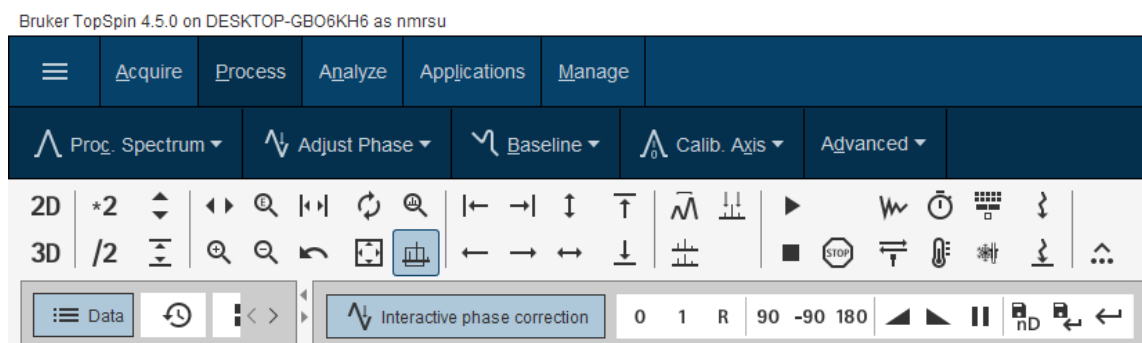 Bruker TopSpin 4.5.0 on DESKTOP-GBO6KH6 as nmrsu
Acquire Process Analyze Applications Manage
Proc. Spectrum Adjust Phase Baseline Calib. Axis Advanced
2D *2 E
3D /2 STOP
Data Interactive phase correction 0 1 R 90 -90 180 nD